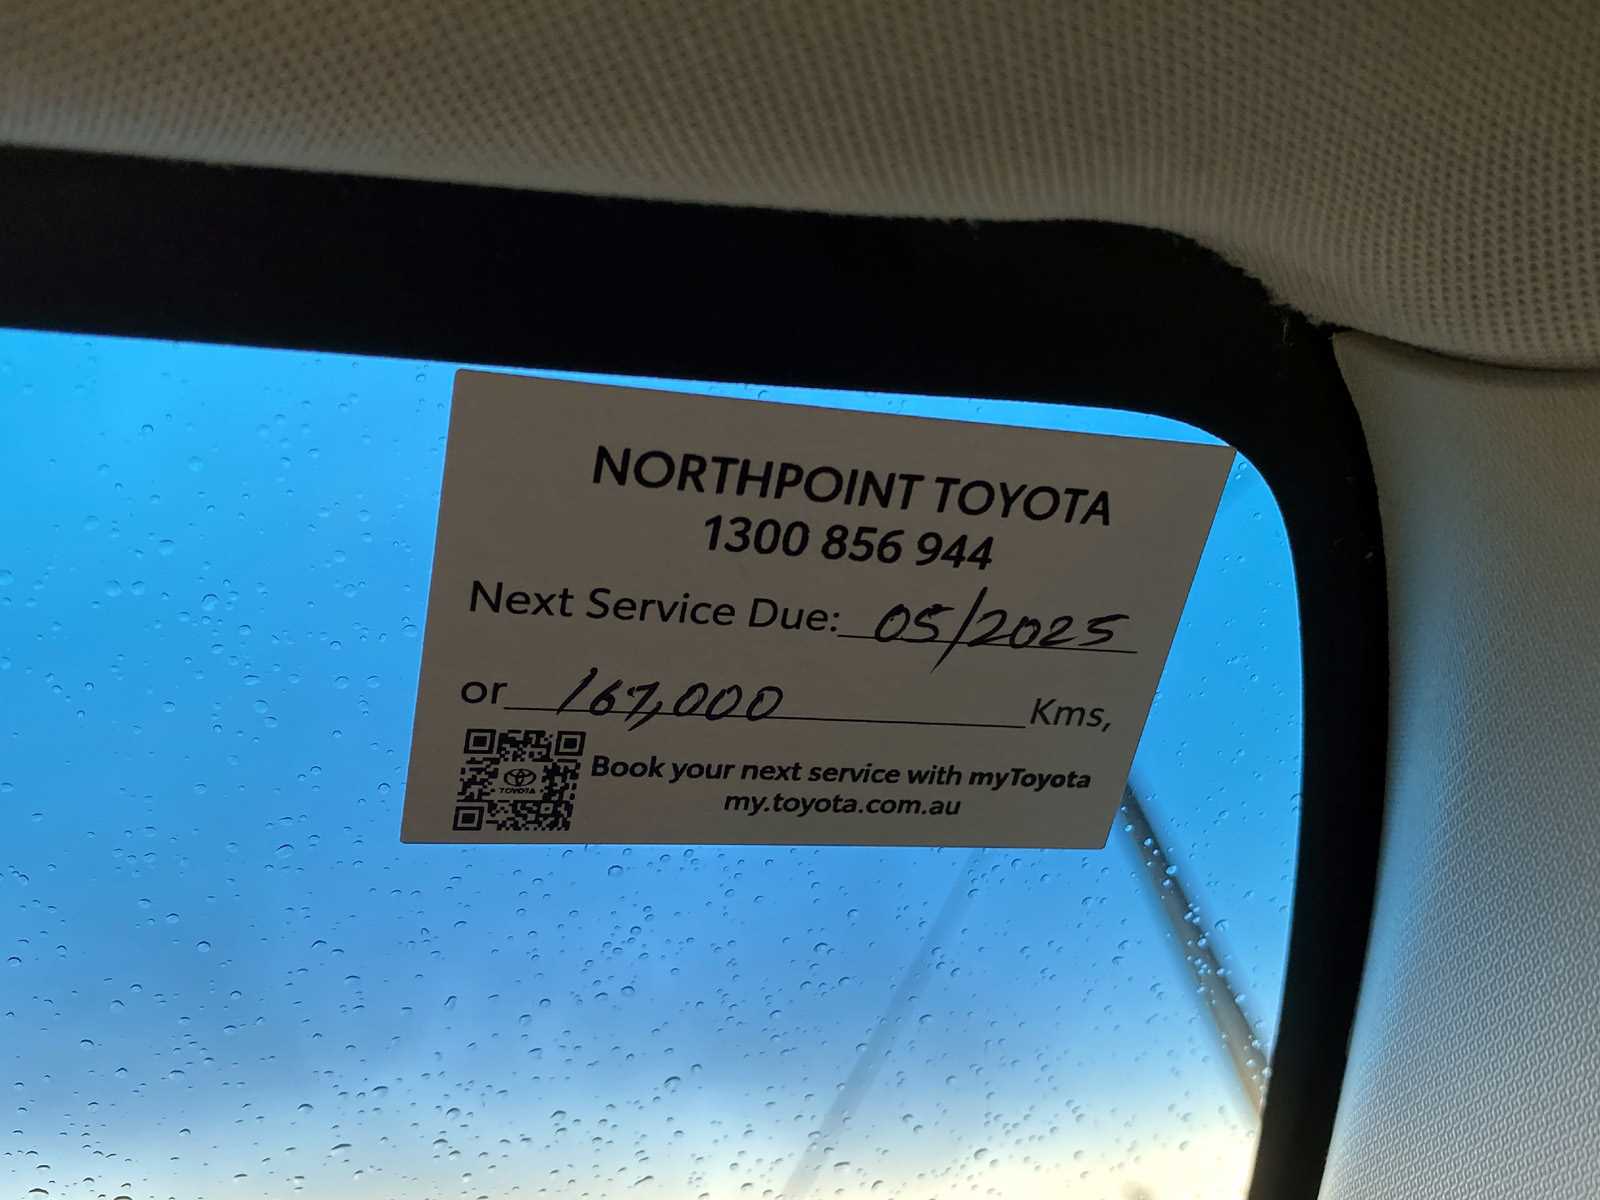 NORTHPOINT TOYOTA
1300 856 944
Next Service Due: 05/2025
or 167,000 Kms,
TOYOTA
Book your next service with myToyota
my.toyota.com.au